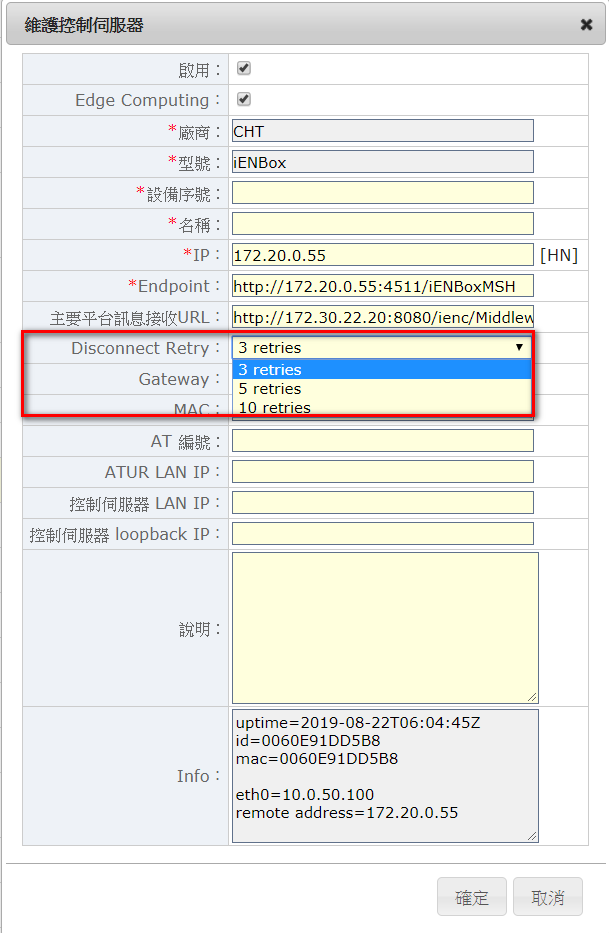 維護控制伺服器
啟用：
Edge Computing：
*廠商： CHT
*型號： iENBox
*設備序號：
*名稱：
*IP： 172.20.0.55 [HN]
*Endpoint： http://172.20.0.55:4511/iENBoxMSH
主要平台訊息接收URL： http://172.30.22.20:8080/ienc/Middlew
Disconnect Retry： 3 retries
3 retries
Gateway： 5 retries
MAC： 10 retries
AT 編號：
ATUR LAN IP：
控制伺服器 LAN IP：
控制伺服器 loopback IP：
說明：
Info：
uptime=2019-08-22T06:04:45Z
id=0060E91DD5B8
mac=0060E91DD5B8
eth0=10.0.50.100
remote address=172.20.0.55
確定 取消